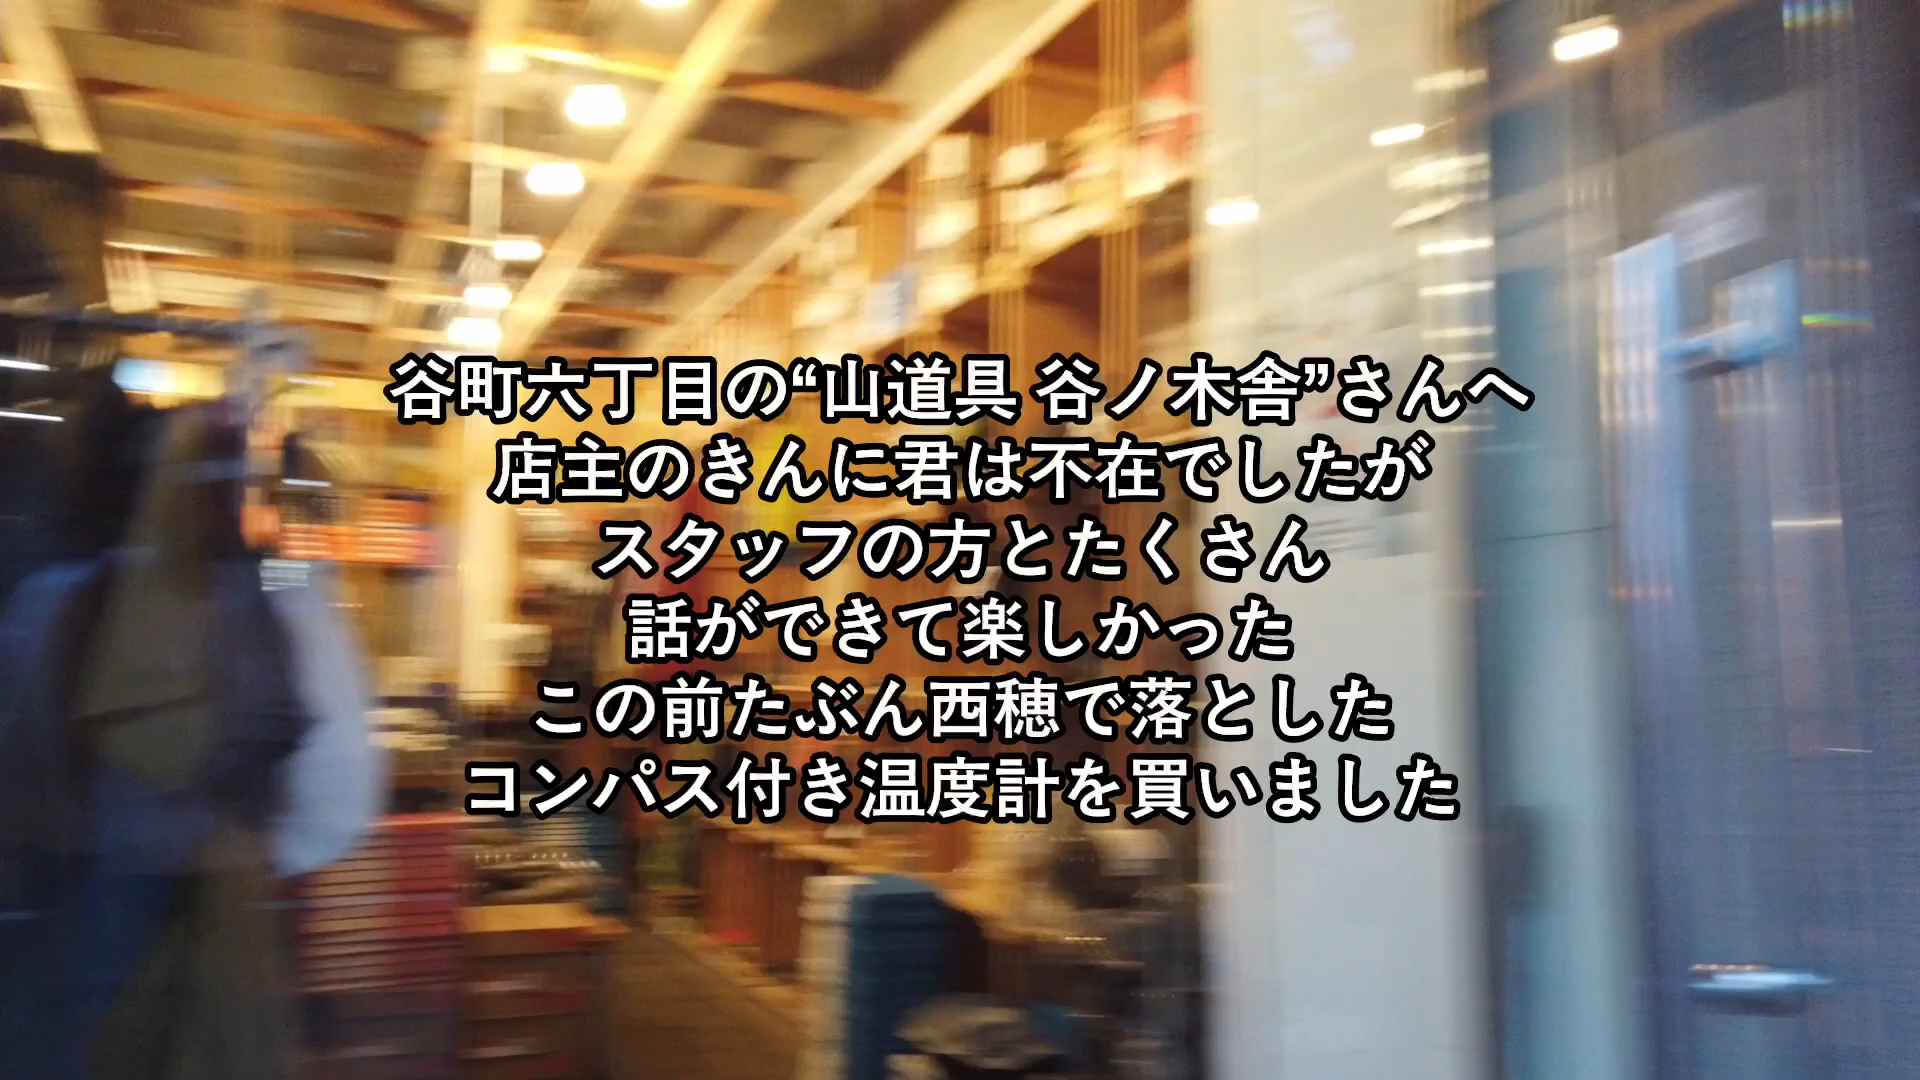 谷町六丁目の“山道具 谷ノ木舎”さんへ
店主のきんに君は不在でしたが
スタッフの方とたくさん
話ができて楽しかった
この前たぶん西穂で落とした
コンパス付き温度計を買いました